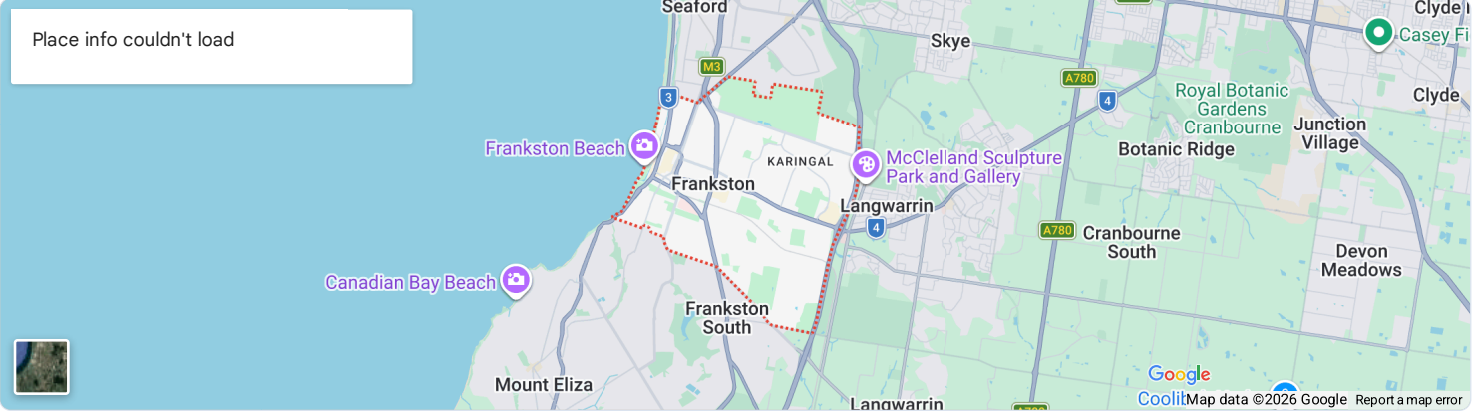 Place info couldn't load
Seaford
M3
3
Skye
A780
4
Clyde
Casey Fi
Royal Botanic
Gardens
Cranbourne
Clyde
Junction
Village
Botanic Ridge
Frankston Beach
KARINGAL
McClelland Sculpture
Park and Gallery
Frankston
Langwarrin
4
A780
Cranbourne
South
Devon
Meadows
Canadian Bay Beach
Frankston
South
Mount Eliza
Langwarrin
Google
Coolib
Map data ©2026 Google
Report a map error